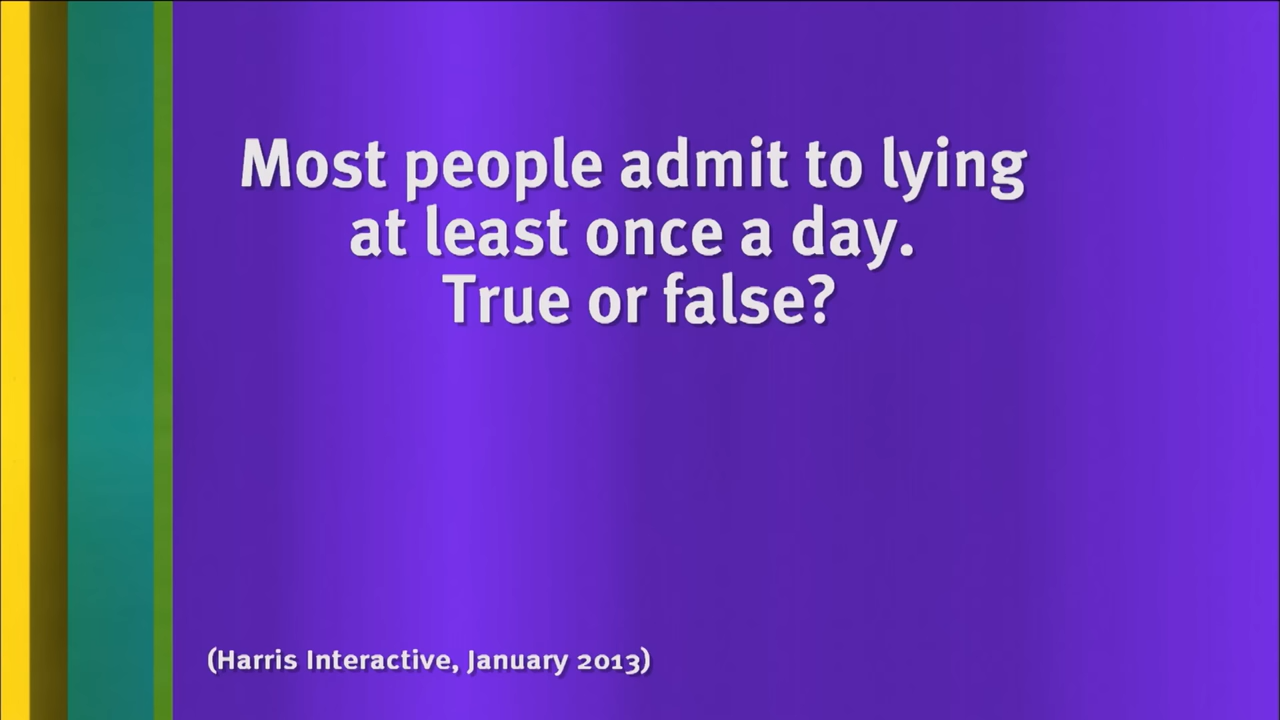 Most people admit to lying
at least once a day.
True or false?
(Harris Interactive, January 2013)